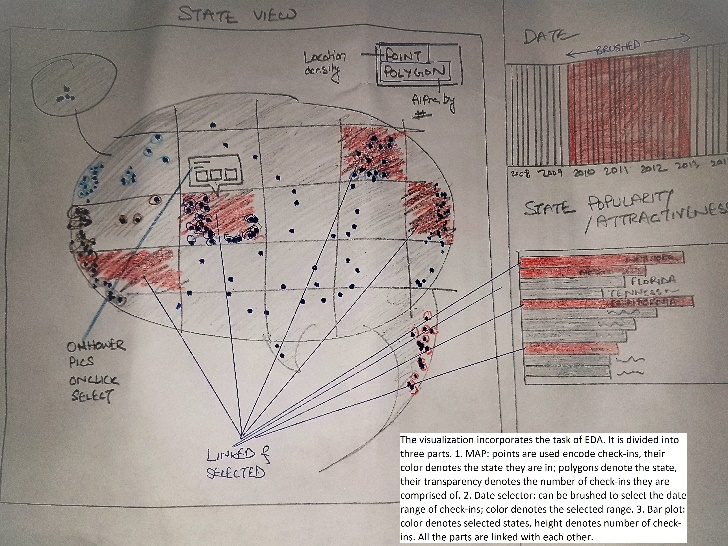 STATE VIEW
Location
density
POINT
POLYGON
Alpha by
#
DATE
BRUSHED
2008 2009 2010 2011 2012 2013
STATE POPULARITY
/ATTRACTIVENESS
FLORIDA
CALIFORNIA
ONHOVER
PICS
ONCLICK
SELECT
LINKED &
SELECTED
The visualization incorporates the task of EDA. It is divided into
three parts. 1. MAP: points are used encode check-ins, their
color denotes the state they are in; polygons denote the state,
their transparency denotes the number of check-ins they are
comprised of. 2. Date selector: can be brushed to select the date
range of check-ins; color denotes the selected range. 3. Bar plot:
color denotes selected states, height denotes number of check-
ins. All the parts are linked with each other.